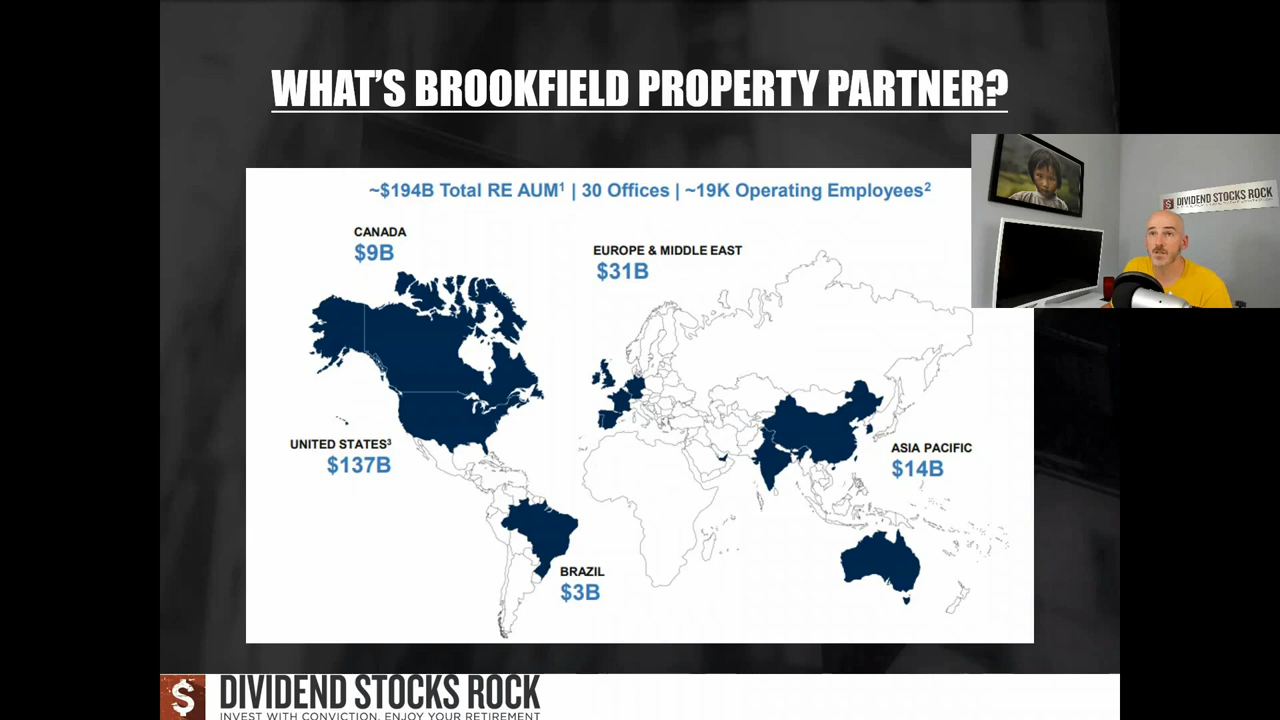 WHAT'S BROOKFIELD PROPERTY PARTNER?
~$194B Total RE AUM¹ | 30 Offices | ~19K Operating Employees²
CANADA
$9B
EUROPE & MIDDLE EAST
$31B
UNITED STATES³
$137B
ASIA PACIFIC
$14B
BRAZIL
$3B
$ DIVIDEND STOCKS ROCK
$
DIVIDEND STOCKS ROCK
INVEST WITH CONVICTION, ENJOY YOUR RETIREMENT